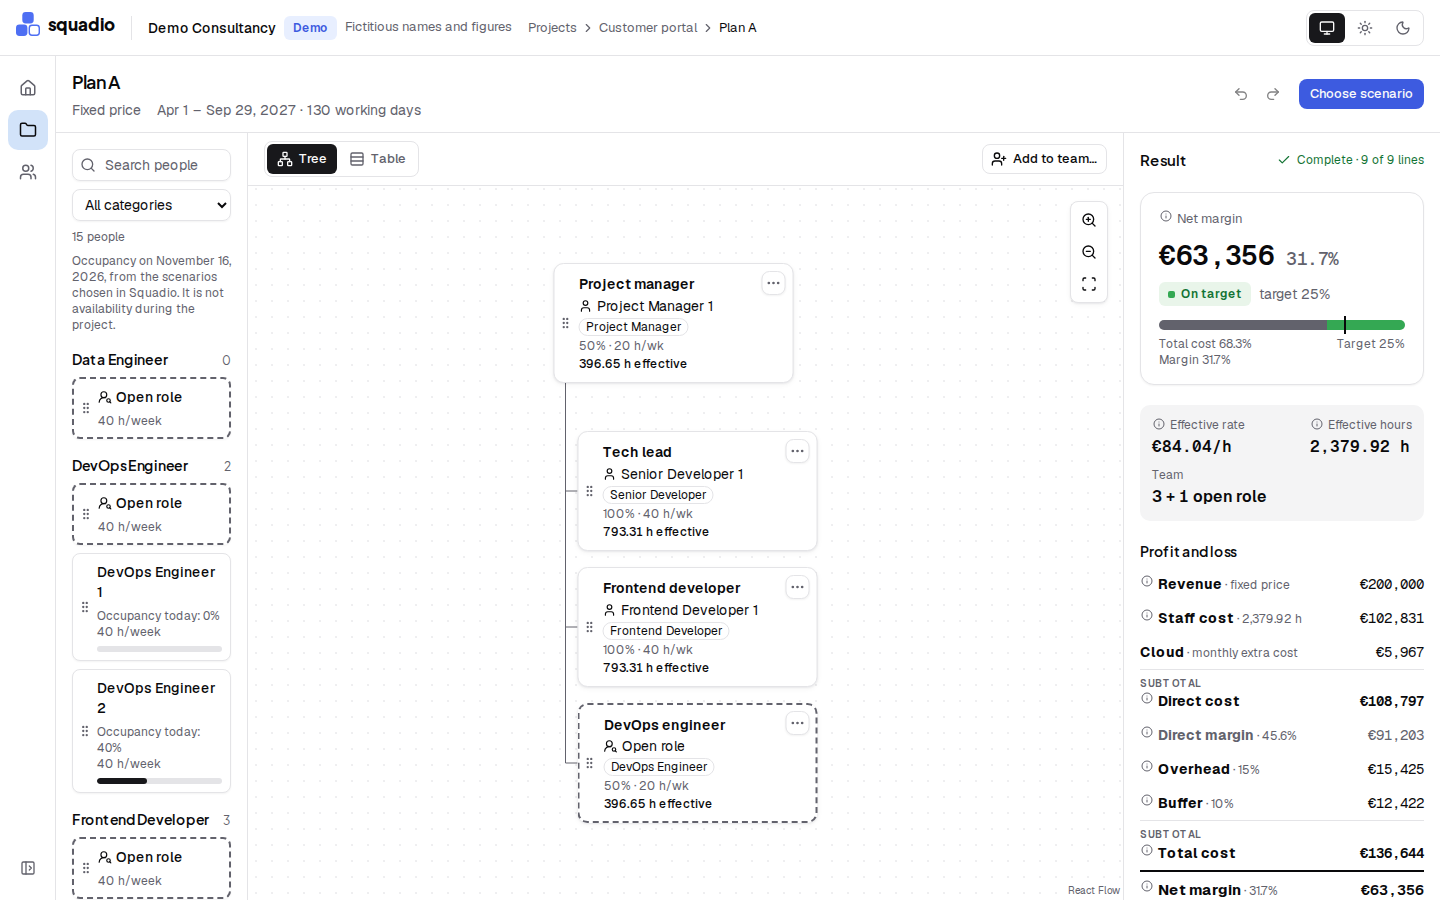 squadio
Demo Consultancy
Demo
Fictitious names and figures
Projects
Customer portal
Plan A
Plan A
Fixed price
Apr 1 – Sep 29, 2027 · 130 working days
Choose scenario
Search people
All categories
15 people
Occupancy on November 16,
2026, from the scenarios
chosen in Squadio. It is not
availability during the
project.
Data Engineer
0
Open role
40 h/week
DevOps Engineer
2
Open role
40 h/week
DevOps Engineer
1
Occupancy today: 0%
40 h/week
DevOps Engineer
2
Occupancy today:
40%
40 h/week
Frontend Developer
3
Open role
40 h/week
Tree
Table
Add to team...
Project manager
Project Manager 1
Project Manager
50% · 20 h/wk
396.65 h effective
Tech lead
Senior Developer 1
Senior Developer
100% · 40 h/wk
793.31 h effective
Frontend developer
Frontend Developer 1
Frontend Developer
100% · 40 h/wk
793.31 h effective
DevOps engineer
Open role
DevOps Engineer
50% · 20 h/wk
396.65 h effective
React Flow
Result
Complete · 9 of 9 lines
Net margin
€63,356 31.7%
On target
target 25%
Total cost 68.3%
Target 25%
Margin 31.7%
Effective rate
€84.04/h
Effective hours
2,379.92 h
Team
3 + 1 open role
Profit and loss
Revenue · fixed price €200,000
Staff cost · 2,379.92 h €102,831
Cloud · monthly extra cost €5,967
SUBTOTAL
Direct cost €108,797
Direct margin · 45.6% €91,203
Overhead · 15% €15,425
Buffer · 10% €12,422
SUBTOTAL
Total cost €136,644
Net margin · 31.7% €63,356